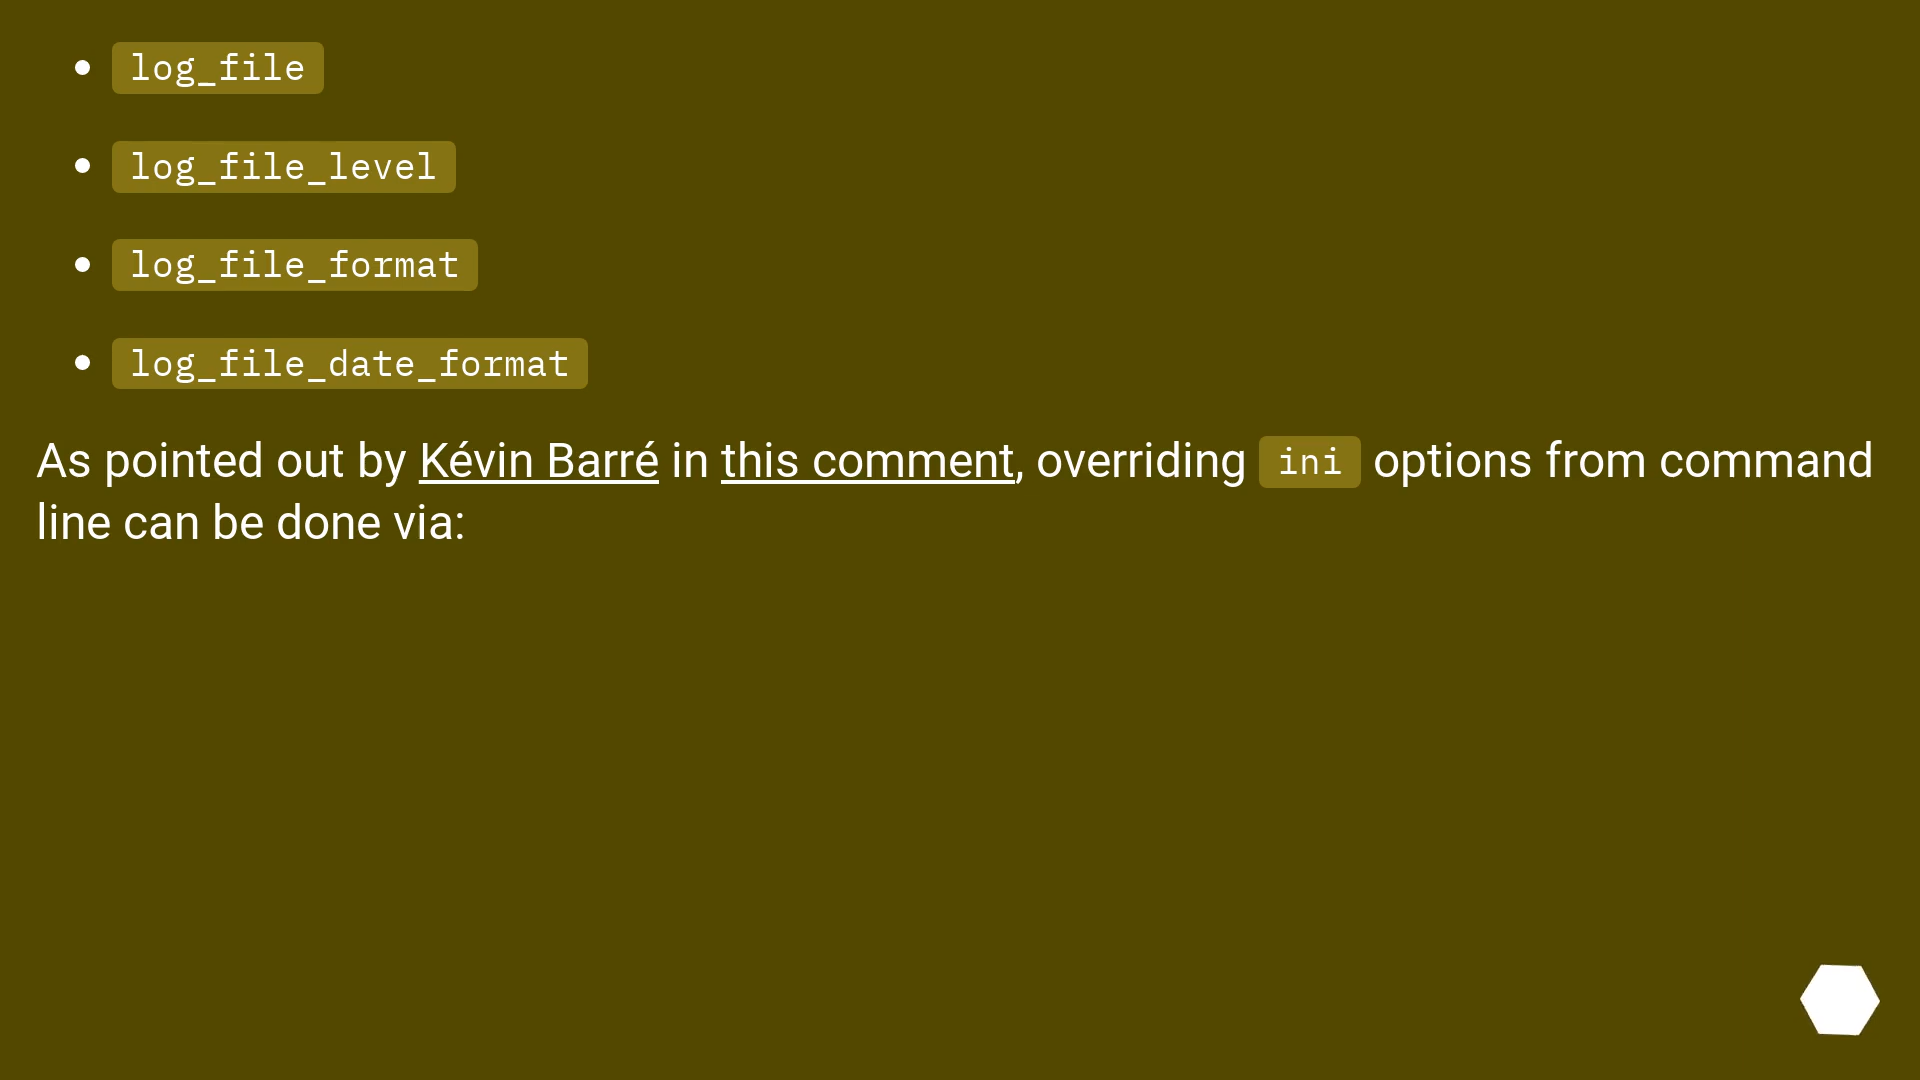 log_file
log_file_level
log_file_format
log_file_date_format
As pointed out by Kévin Barré in this comment, overriding ini options from command
line can be done via: